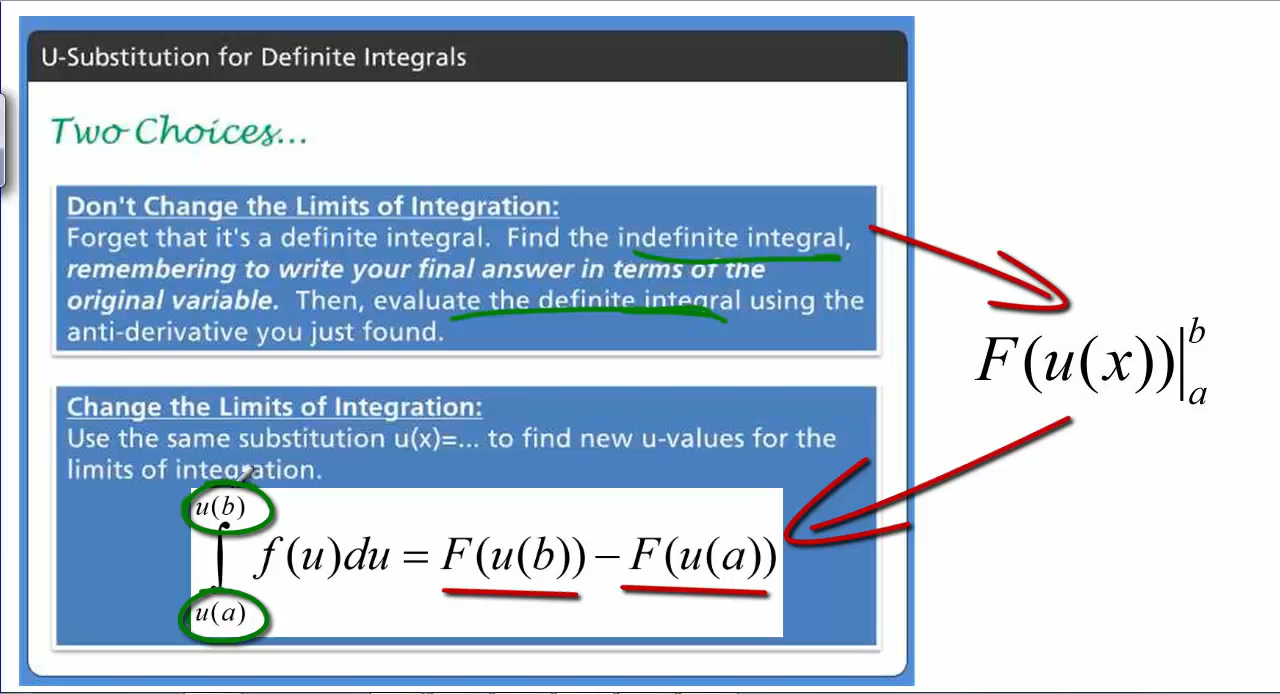 U-Substitution for Definite Integrals
Two Choices...
Don't Change the Limits of Integration:
Forget that it's a definite integral. Find the indefinite integral,
remembering to write your final answer in terms of the
original variable. Then, evaluate the definite integral using the
anti-derivative you just found.
F(u(x))|_a^b
Change the Limits of Integration:
Use the same substitution u(x)=... to find new u-values for the
limits of integration.
∫_{u(a)}^{u(b)} f(u)du = F(u(b)) − F(u(a))